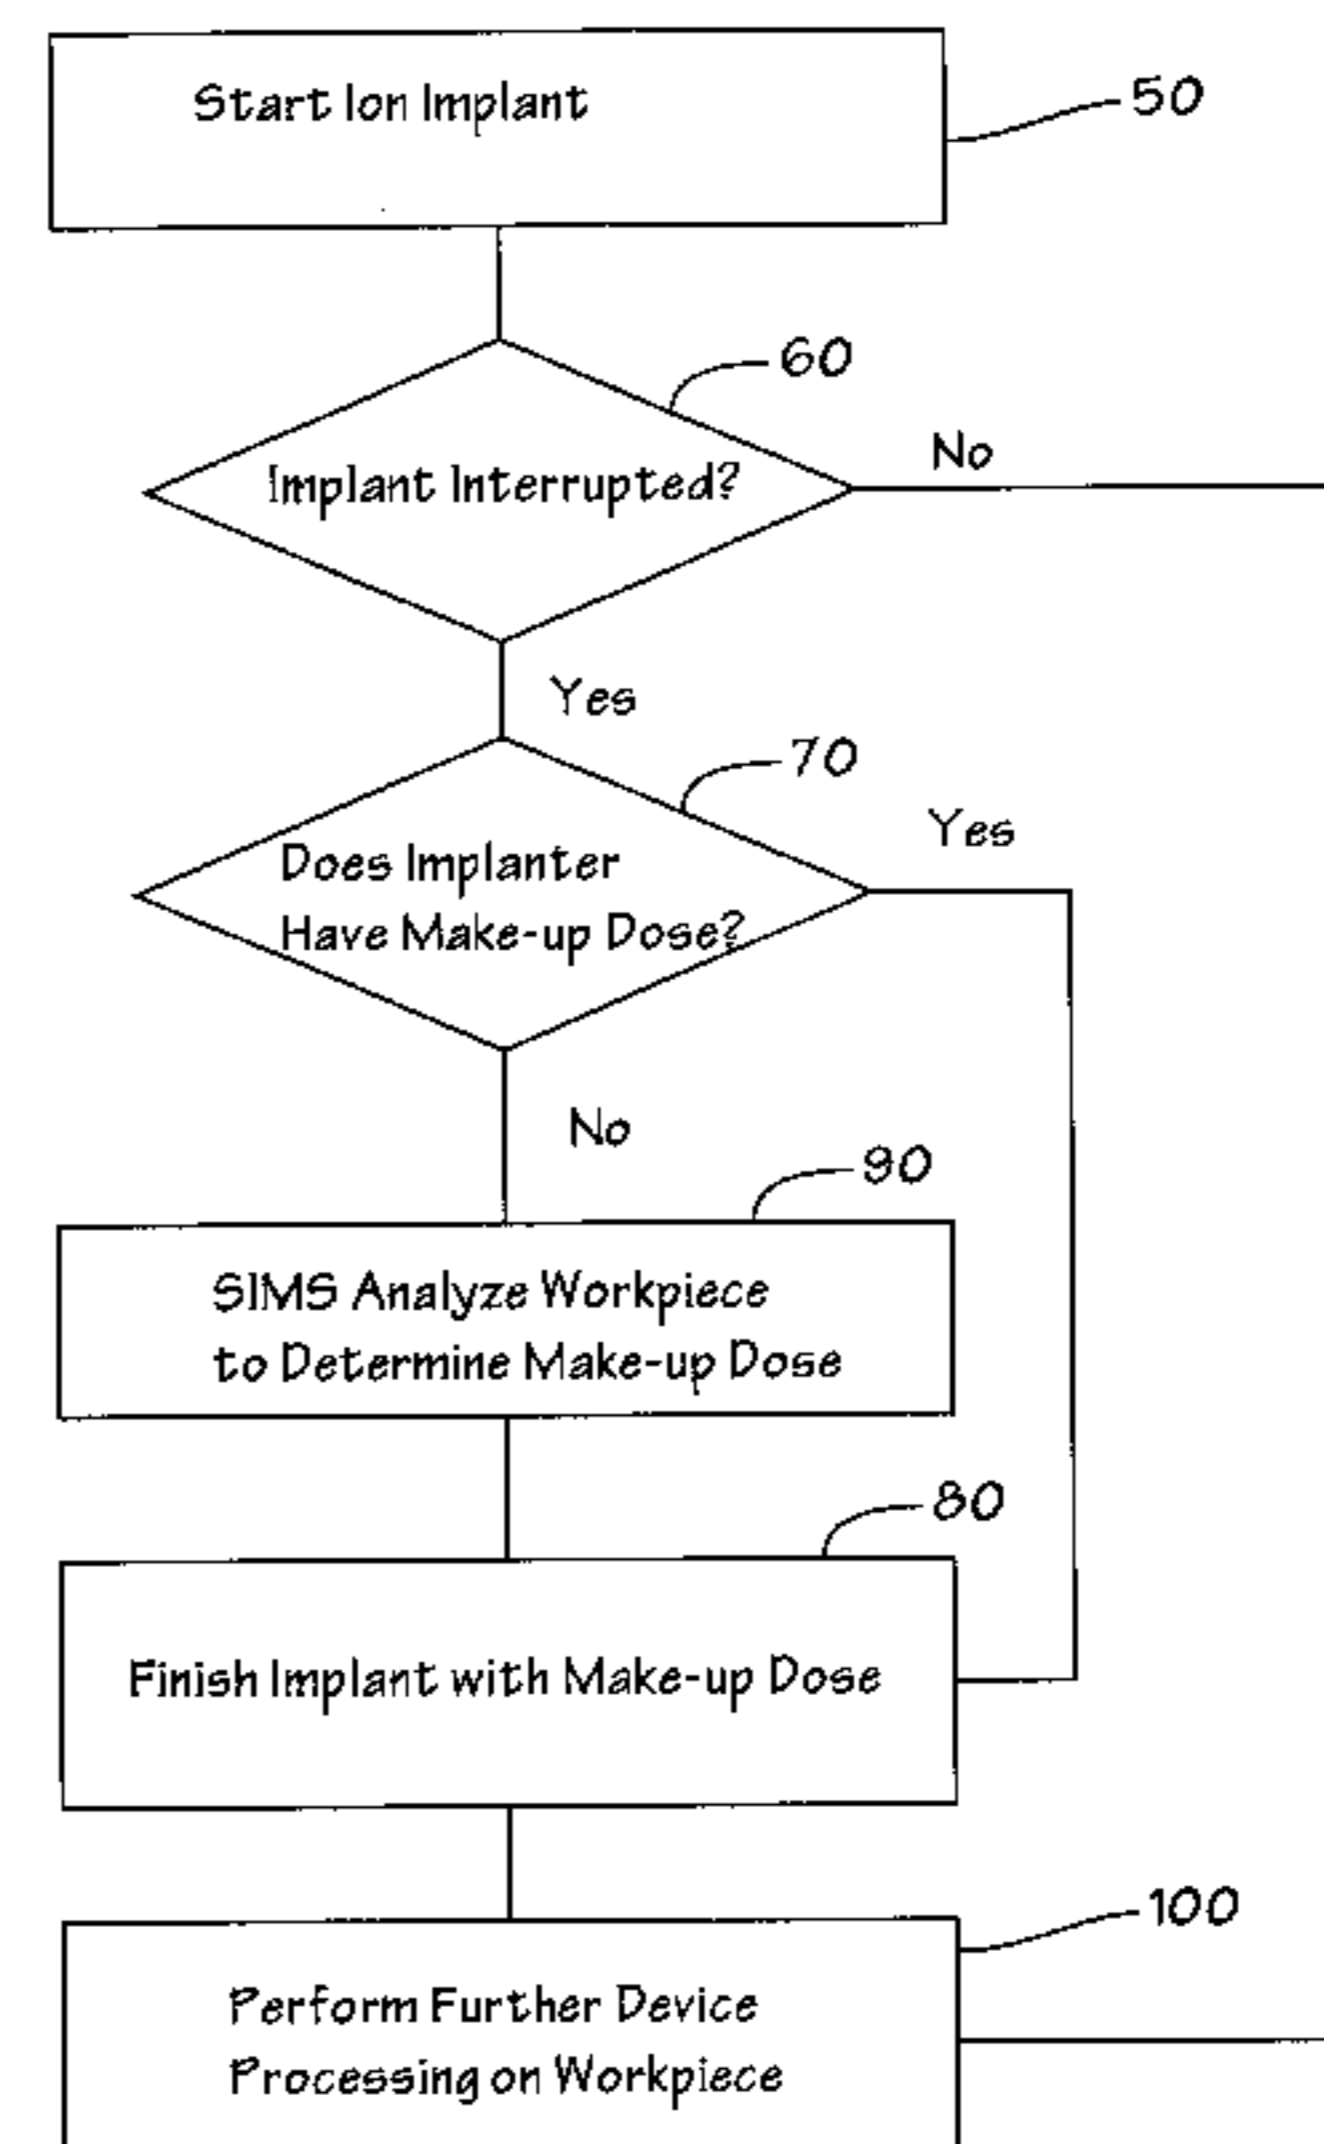 Start Ion Implant
50
60
Implant Interrupted?
No
Yes
70
Yes
Does Implanter
Have Make-up Dose?
No
90
SIMS Analyze Workpiece
to Determine Make-up Dose
80
Finish Implant with Make-up Dose
100
Perform Further Device
Processing on Workpiece